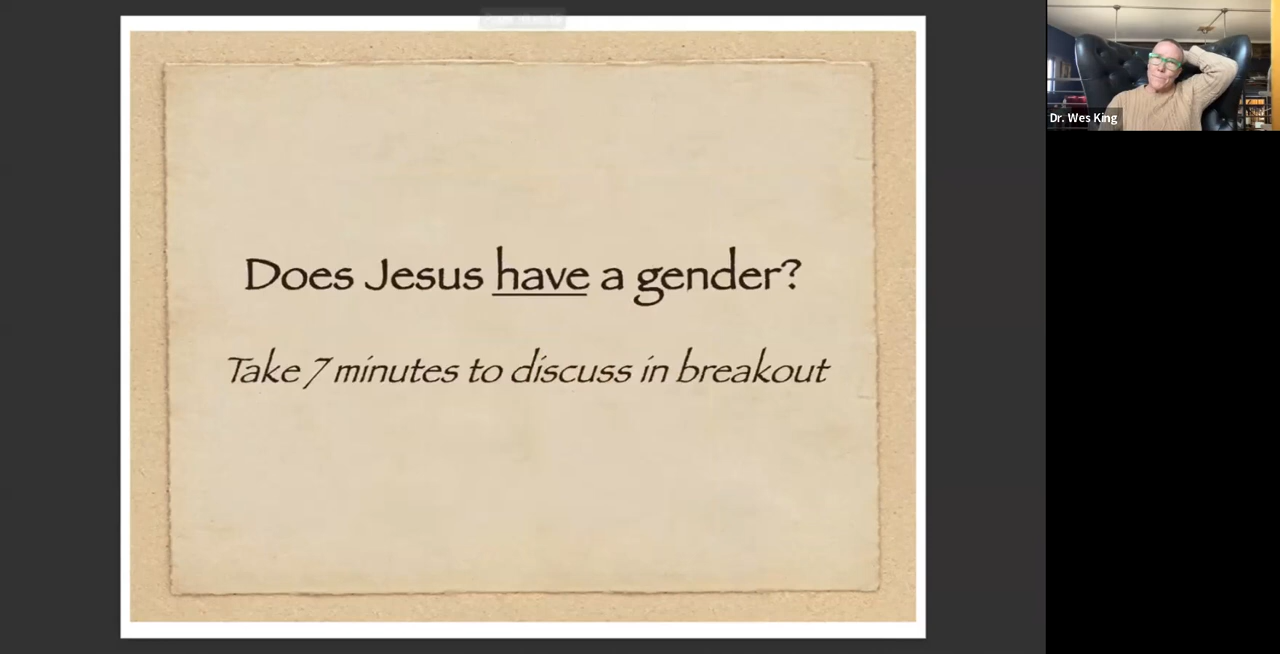 Does Jesus have a gender?
Take 7 minutes to discuss in breakout
Dr. Wes King